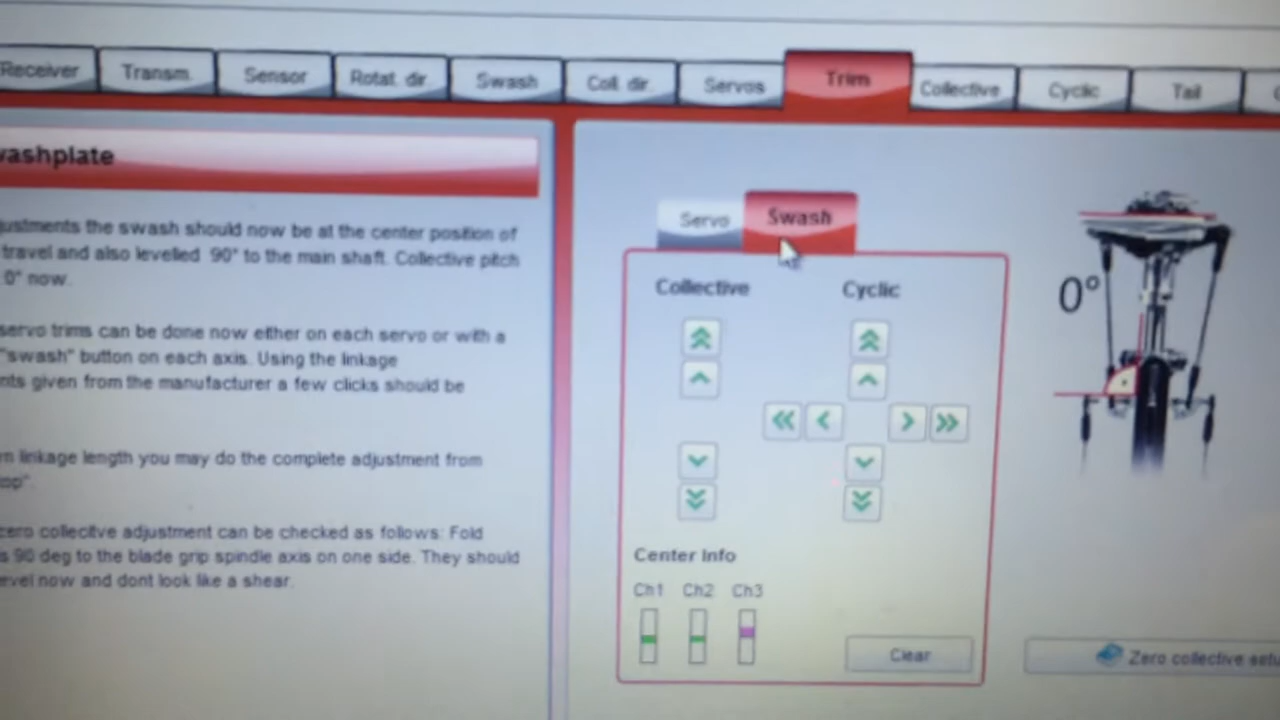 Receiver
Transm.
Sensor
Rotat. dir
Swash
Coll. dir.
Servos
Trim
Collective
Cyclic
Tail
washplate
justments the swash should now be at the center position of
travel and also levelled 90° to the main shaft. Collective pitch
0° now.
servo trims can be done now either on each servo or with a
"swash" button on each axis. Using the linkage
nts given from the manufacturer a few clicks should be
m linkage length you may do the complete adjustment from
op".
zero collecitve adjustment can be checked as follows: Fold
s 90 deg to the blade grip spindle axis on one side. They should
evel now and dont look like a shear.
Servo
Swash
Collective
Cyclic
Center Info
Ch1
Ch2
Ch3
Clear
0°
Zero collective setu